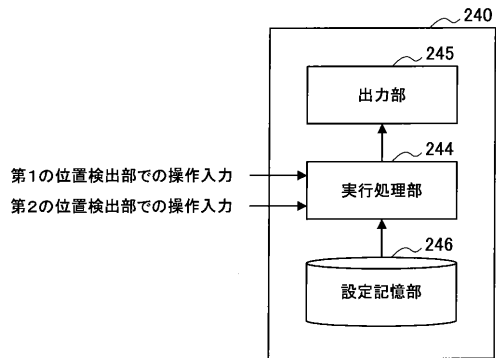 240
245
出力部
244
第1の位置検出部での操作入力
実行処理部
第2の位置検出部での操作入力
246
設定記憶部